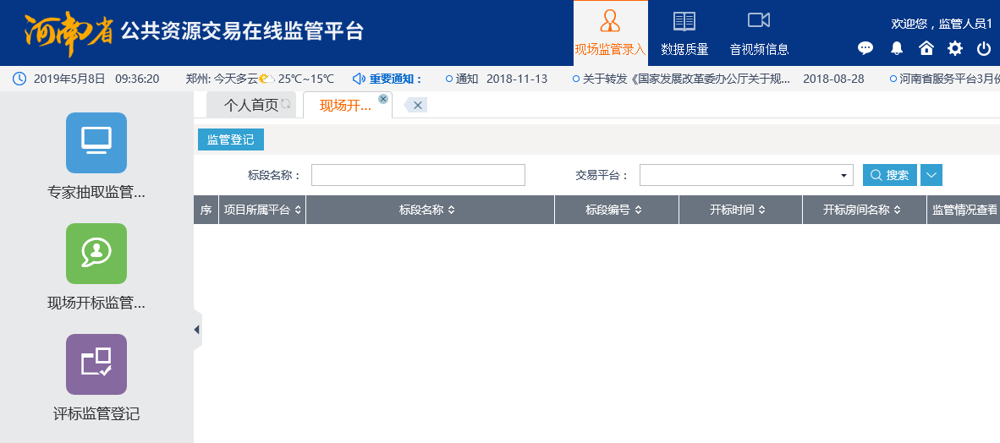 河南省 公共资源交易在线监管平台
现场监管录入 数据质量 音视频信息
欢迎您，监管人员1
2019年5月8日 09:36:20 郑州: 今天多云 25℃~15℃ 重要通知： 通知 2018-11-13 关于转发《国家发展改革委办公厅关于规... 2018-08-28 河南省服务平台3月份
个人首页 现场开...
监管登记
标段名称： 交易平台： 搜索
序 项目所属平台 标段名称 标段编号 开标时间 开标房间名称 监管情况查看
专家抽取监管...
现场开标监管...
评标监管登记